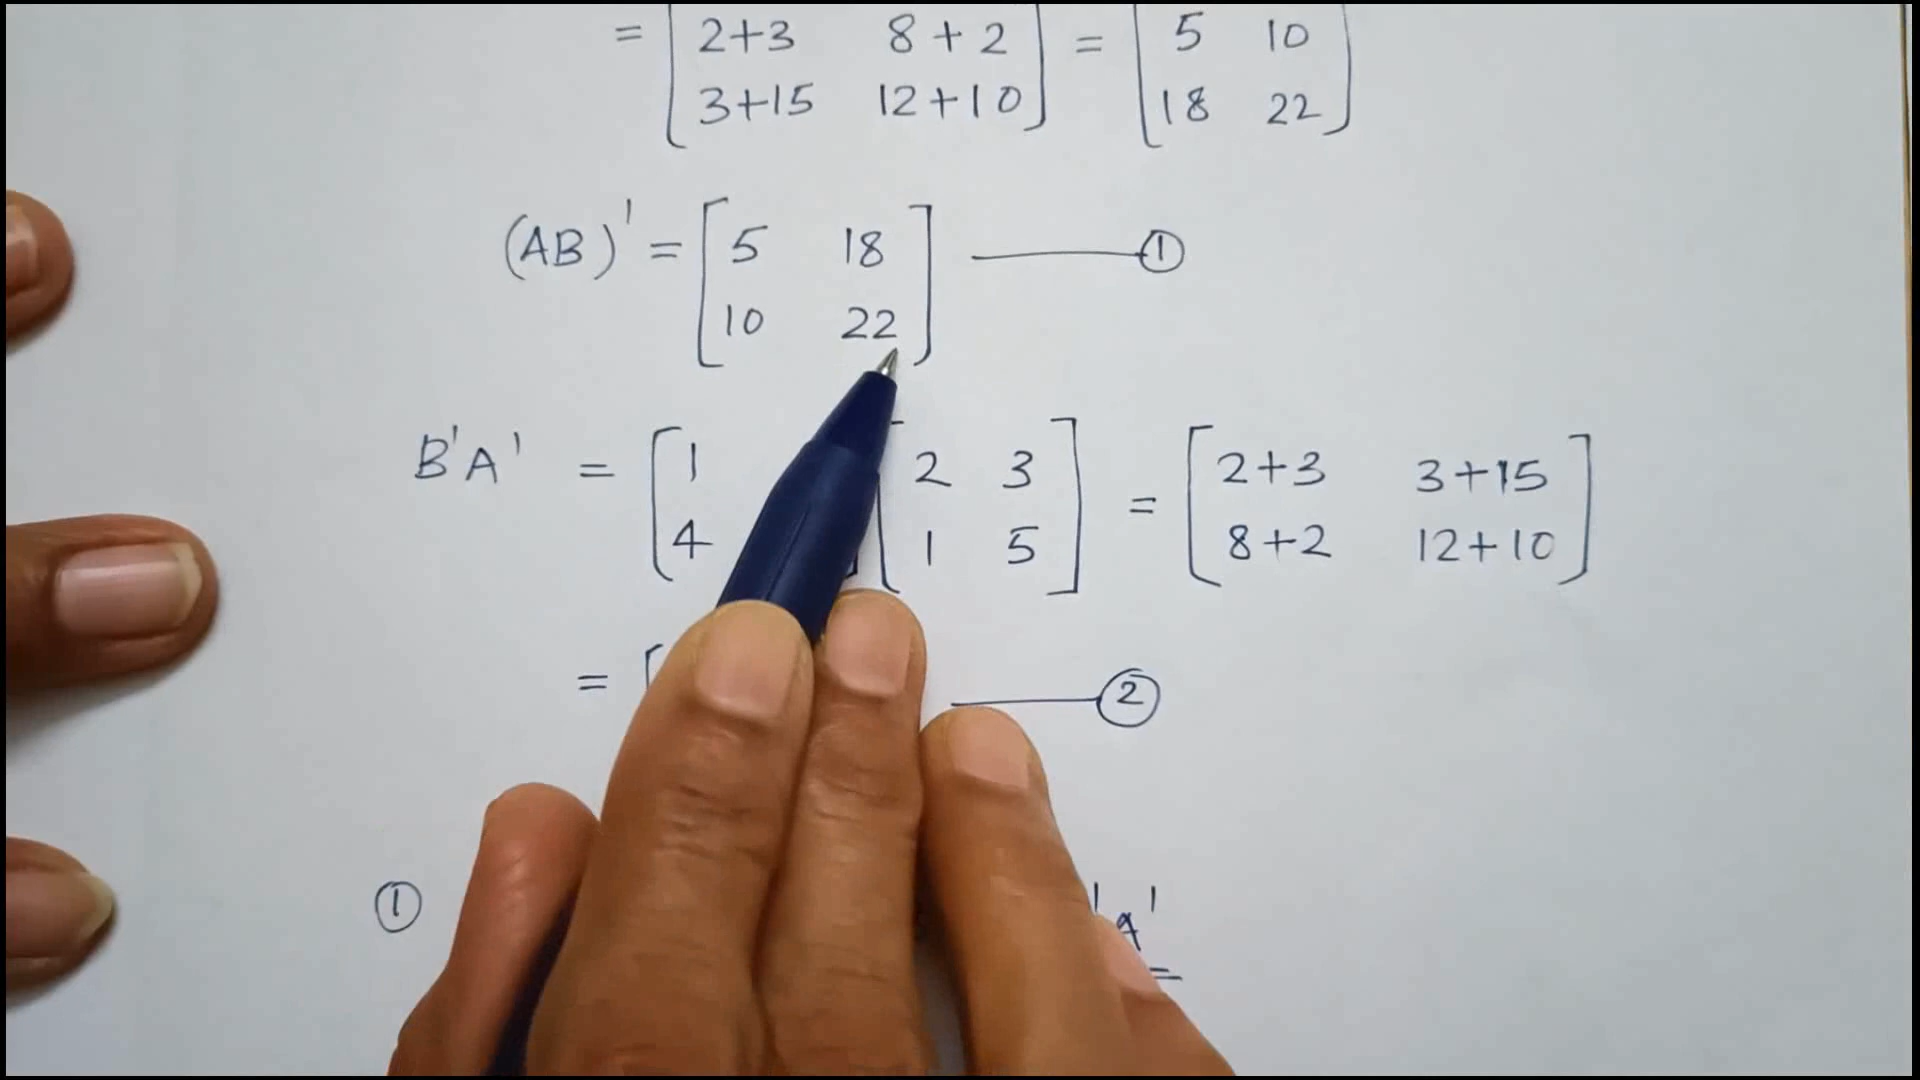 = [2+3 8+2] = [5 10]
[3+15 12+10] [18 22]
(AB)' = [5 18] ——— ①
[10 22]
B'A' = [1 [2 3] = [2+3 3+15]
[4 [1 5] [8+2 12+10]
= [ ——— ②
① 'A'
=